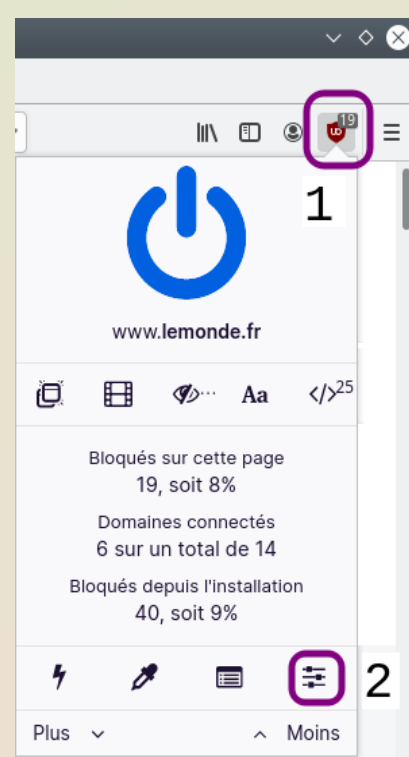 19
1
www.lemonde.fr
Aa </>25
Bloqués sur cette page
19, soit 8%
Domaines connectés
6 sur un total de 14
Bloqués depuis l'installation
40, soit 9%
2
Plus Moins